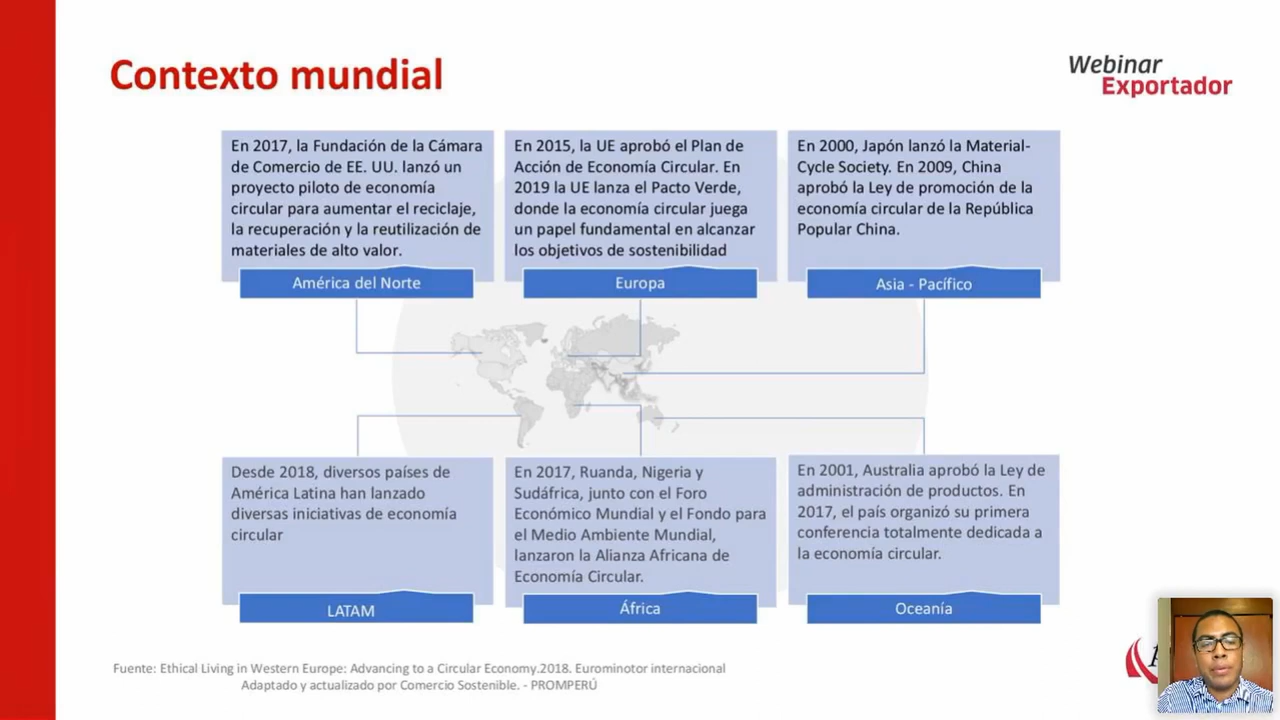 Contexto mundial
Webinar
Exportador
En 2017, la Fundación de la Cámara
de Comercio de EE. UU. lanzó un
proyecto piloto de economía
circular para aumentar el reciclaje,
la recuperación y la reutilización de
materiales de alto valor.
América del Norte
En 2015, la UE aprobó el Plan de
Acción de Economía Circular. En
2019 la UE lanza el Pacto Verde,
donde la economía circular juega
un papel fundamental en alcanzar
los objetivos de sostenibilidad
Europa
En 2000, Japón lanzó la Material-
Cycle Society. En 2009, China
aprobó la Ley de promoción de la
economía circular de la República
Popular China.
Asia - Pacífico
Desde 2018, diversos países de
América Latina han lanzado
diversas iniciativas de economía
circular
LATAM
En 2017, Ruanda, Nigeria y
Sudáfrica, junto con el Foro
Económico Mundial y el Fondo para
el Medio Ambiente Mundial,
lanzaron la Alianza Africana de
Economía Circular.
África
En 2001, Australia aprobó la Ley de
administración de productos. En
2017, el país organizó su primera
conferencia totalmente dedicada a
la economía circular.
Oceanía
Fuente: Ethical Living in Western Europe: Advancing to a Circular Economy.2018. Eurominotor internacional
Adaptado y actualizado por Comercio Sostenible. - PROMPERÚ